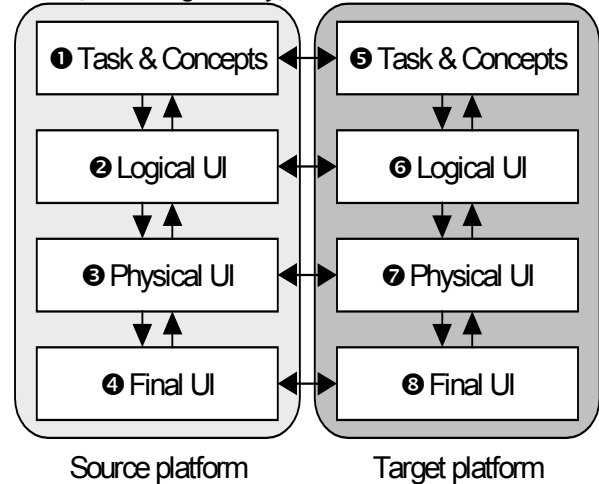 ❶ Task & Concepts
❺ Task & Concepts
❷ Logical UI
❻ Logical UI
❸ Physical UI
❼ Physical UI
❹ Final UI
❽ Final UI
Source platform
Target platform